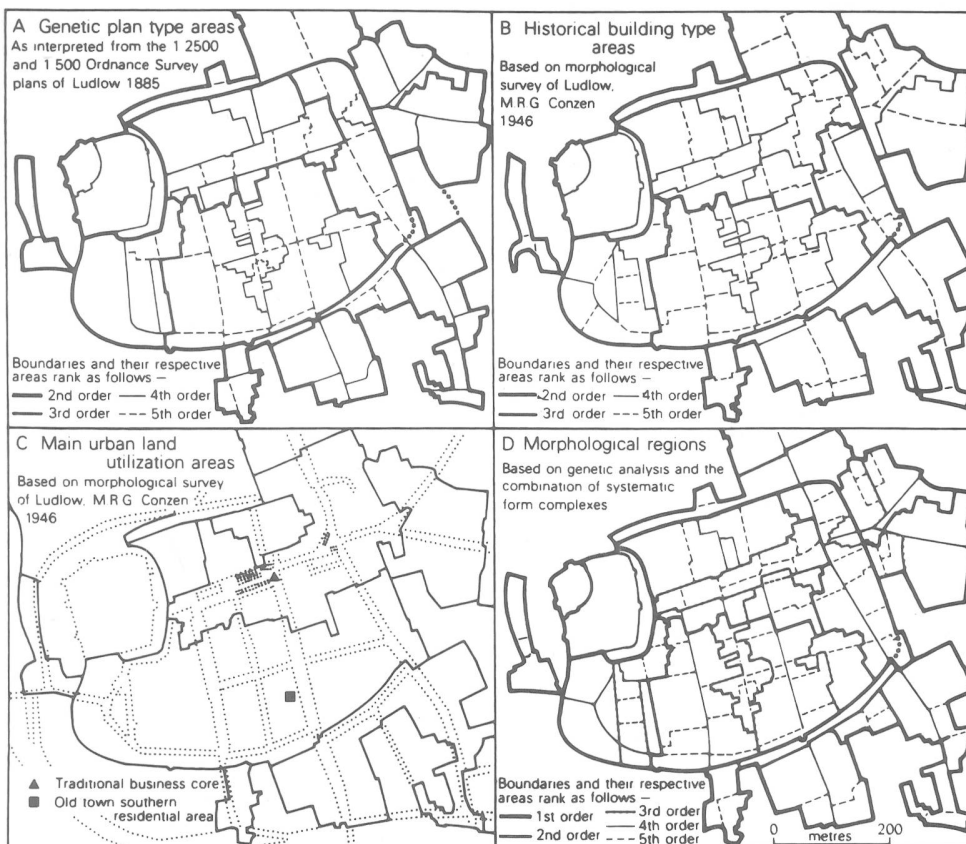 A Genetic plan type areas
As interpreted from the 1 2500
and 1 500 Ordnance Survey
plans of Ludlow 1885
Boundaries and their respective
areas rank as follows –
2nd order 4th order
3rd order 5th order
B Historical building type
areas
Based on morphological
survey of Ludlow.
M R G Conzen
1946
Boundaries and their respective
areas rank as follows –
2nd order 4th order
3rd order 5th order
C Main urban land
utilization areas
Based on morphological survey
of Ludlow. M R G Conzen
1946
Traditional business core
Old town southern
residential area
D Morphological regions
Based on genetic analysis and the
combination of systematic
form complexes
Boundaries and their respective
areas rank as follows –
1st order 3rd order
2nd order 4th order
5th order
0 metres 200